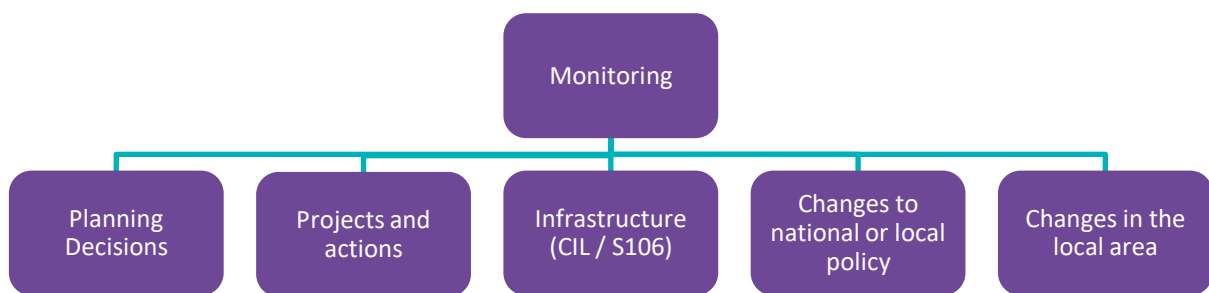 Monitoring
Planning
Decisions
Projects and
actions
Infrastructure
(CIL / S106)
Changes to
national or local
policy
Changes in the
local area